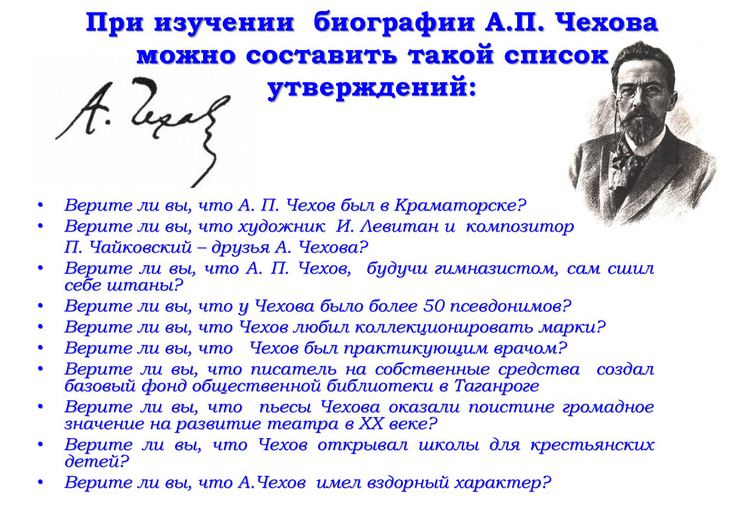 При изучении биографии А.П. Чехова
можно составить такой список
утверждений:
А. Чехов
• Верите ли вы, что А. П. Чехов был в Краматорске?
• Верите ли вы, что художник И. Левитан и композитор
П. Чайковский – друзья А. Чехова?
• Верите ли вы, что А. П. Чехов, будучи гимназистом, сам сшил
себе штаны?
• Верите ли вы, что у Чехова было более 50 псевдонимов?
• Верите ли вы, что Чехов любил коллекционировать марки?
• Верите ли вы, что Чехов был практикующим врачом?
• Верите ли вы, что писатель на собственные средства создал
базовый фонд общественной библиотеки в Таганроге
• Верите ли вы, что пьесы Чехова оказали поистине громадное
значение на развитие театра в XX веке?
• Верите ли вы, что Чехов открывал школы для крестьянских
детей?
• Верите ли вы, что А.Чехов имел вздорный характер?